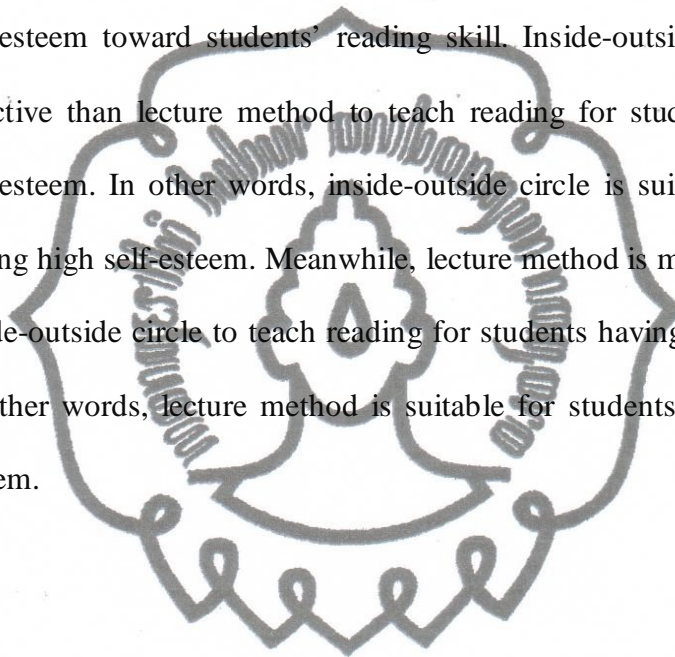 esteem toward students’ reading skill. Inside-outsi
ctive than lecture method to teach reading for stud
esteem. In other words, inside-outside circle is sui
ng high self-esteem. Meanwhile, lecture method is m
de-outside circle to teach reading for students having
ther words, lecture method is suitable for students
em.